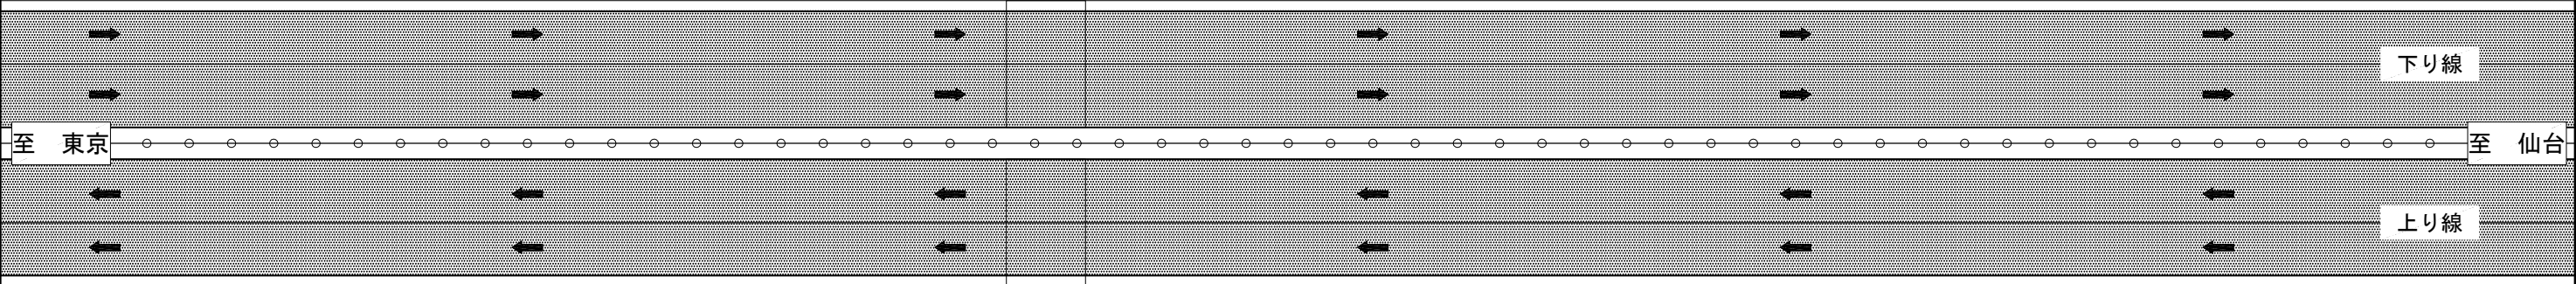 下り線
至　東京
至　仙台
上り線